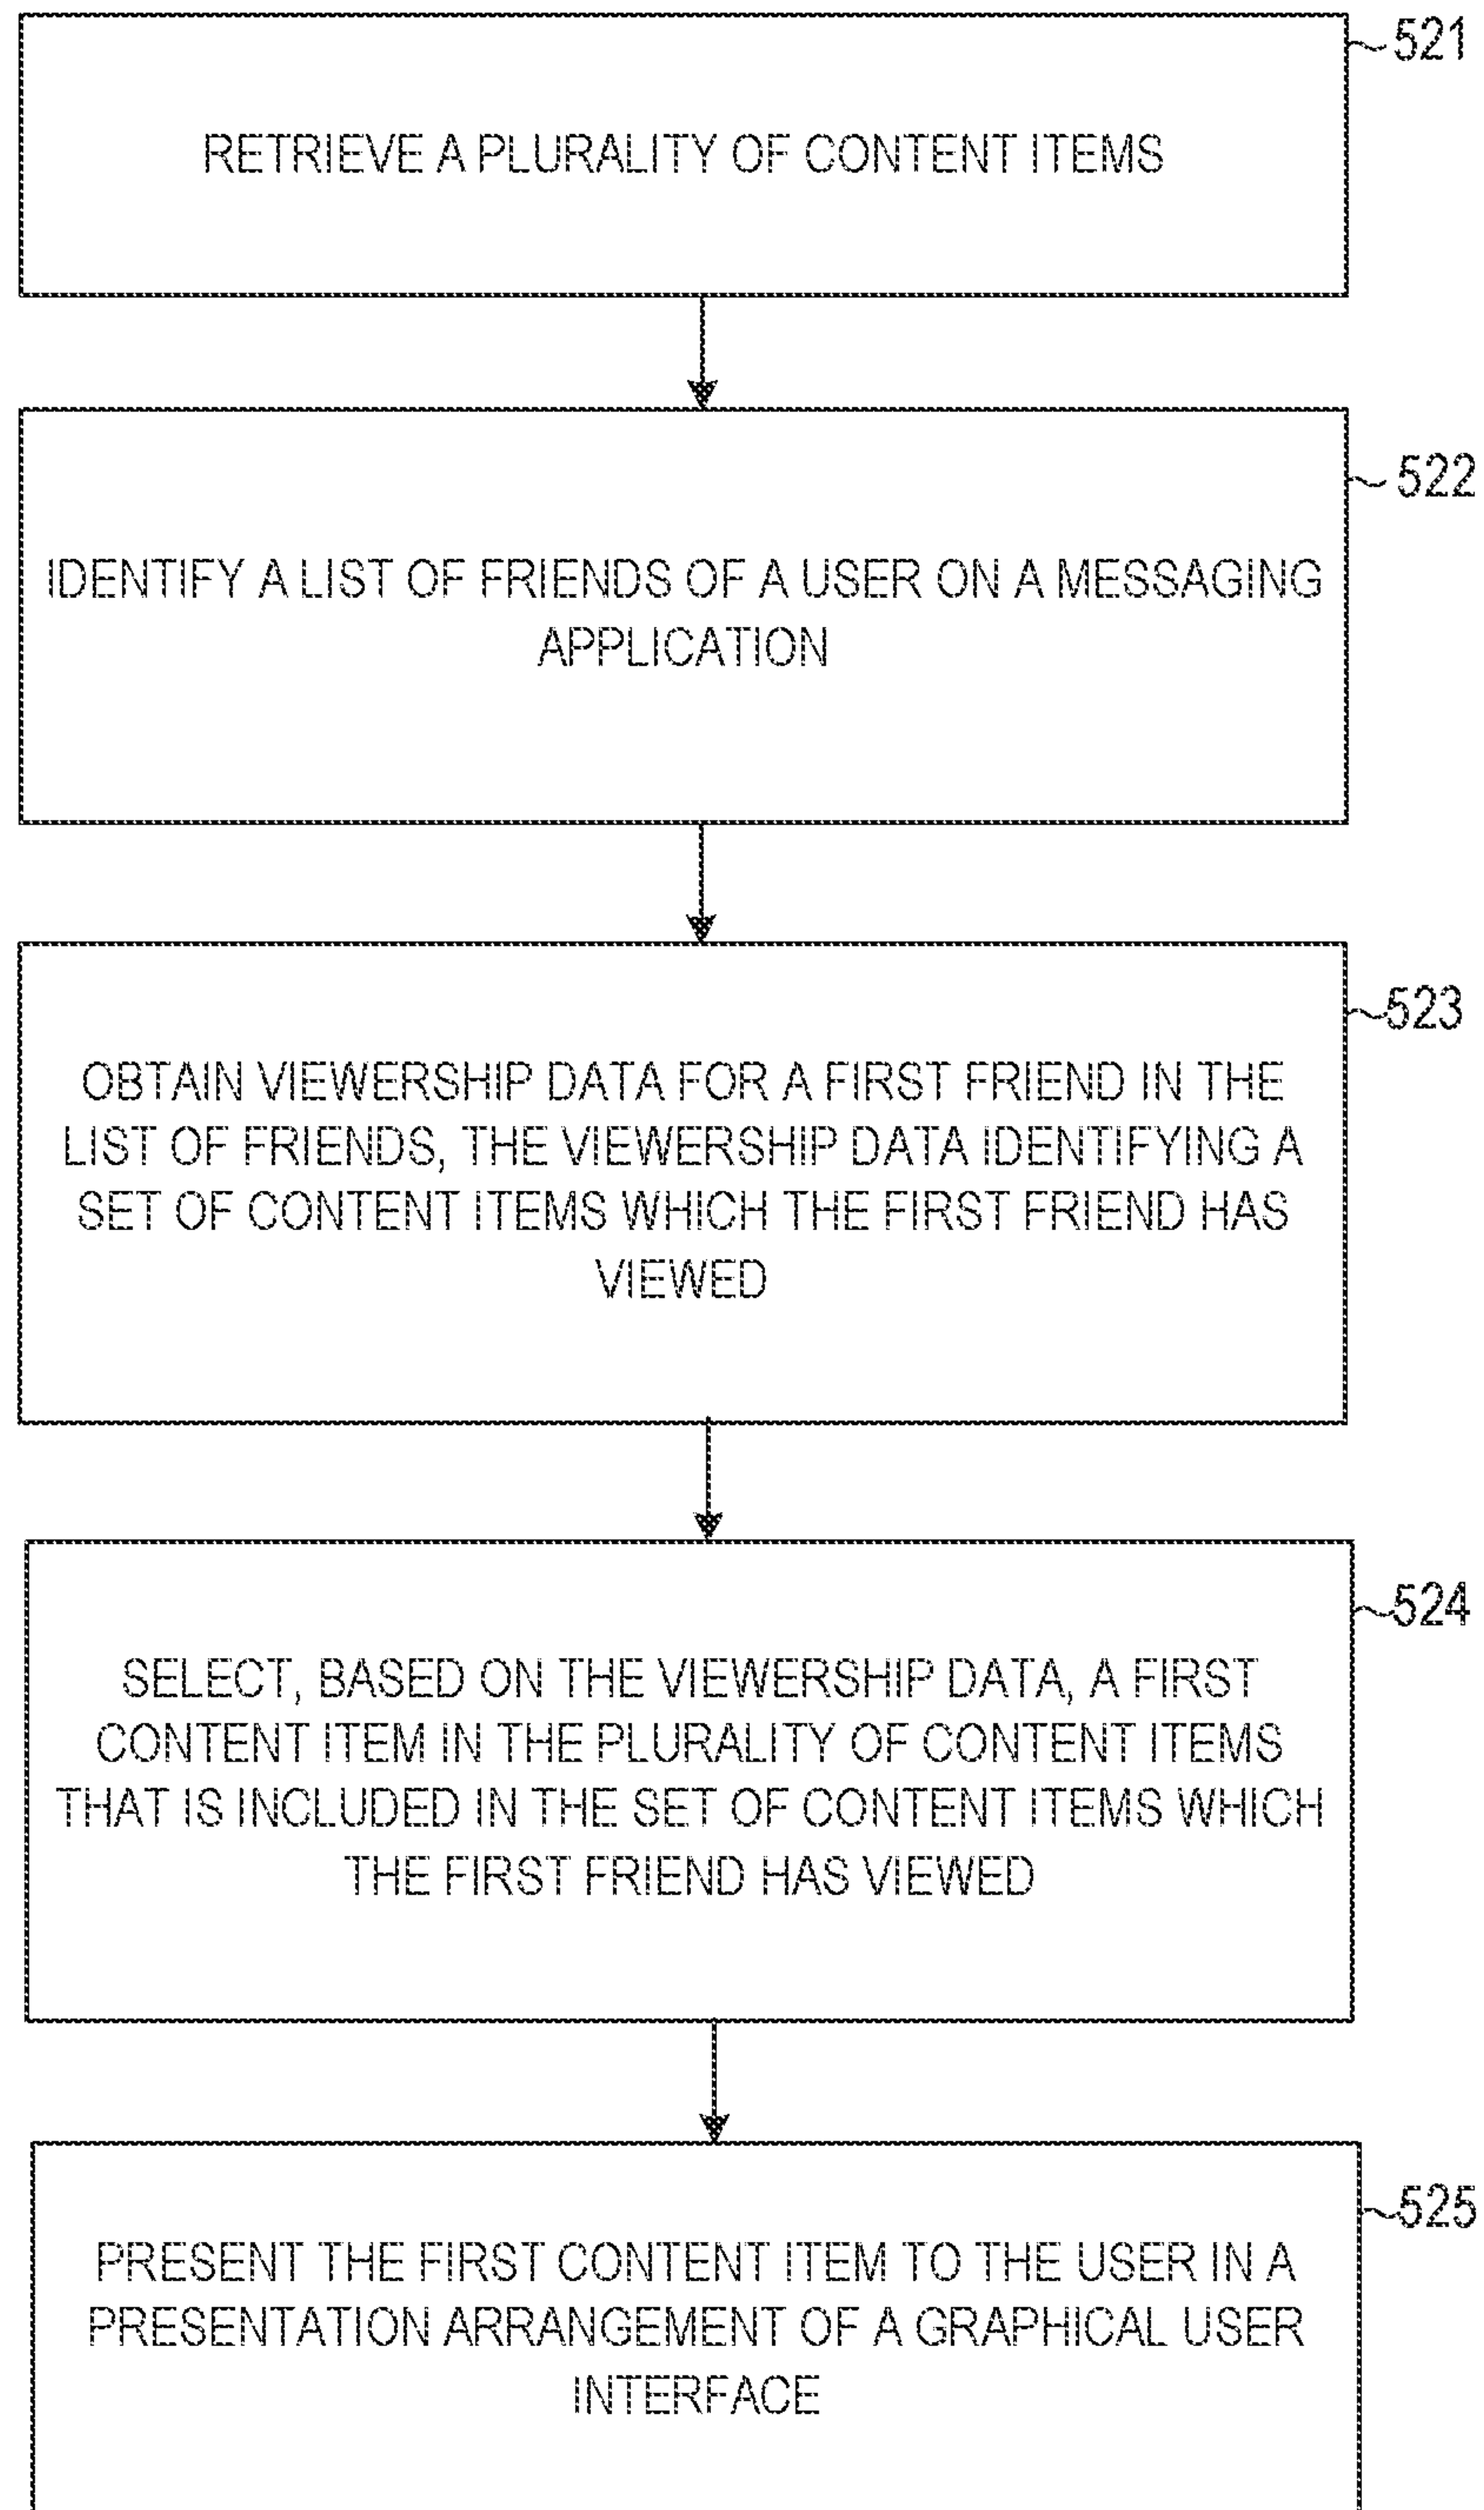 521
RETRIEVE A PLURALITY OF CONTENT ITEMS
522
IDENTIFY A LIST OF FRIENDS OF A USER ON A MESSAGING
APPLICATION
523
OBTAIN VIEWERSHIP DATA FOR A FIRST FRIEND IN THE
LIST OF FRIENDS, THE VIEWERSHIP DATA IDENTIFYING A
SET OF CONTENT ITEMS WHICH THE FIRST FRIEND HAS
VIEWED
524
SELECT, BASED ON THE VIEWERSHIP DATA, A FIRST
CONTENT ITEM IN THE PLURALITY OF CONTENT ITEMS
THAT IS INCLUDED IN THE SET OF CONTENT ITEMS WHICH
THE FIRST FRIEND HAS VIEWED
525
PRESENT THE FIRST CONTENT ITEM TO THE USER IN A
PRESENTATION ARRANGEMENT OF A GRAPHICAL USER
INTERFACE